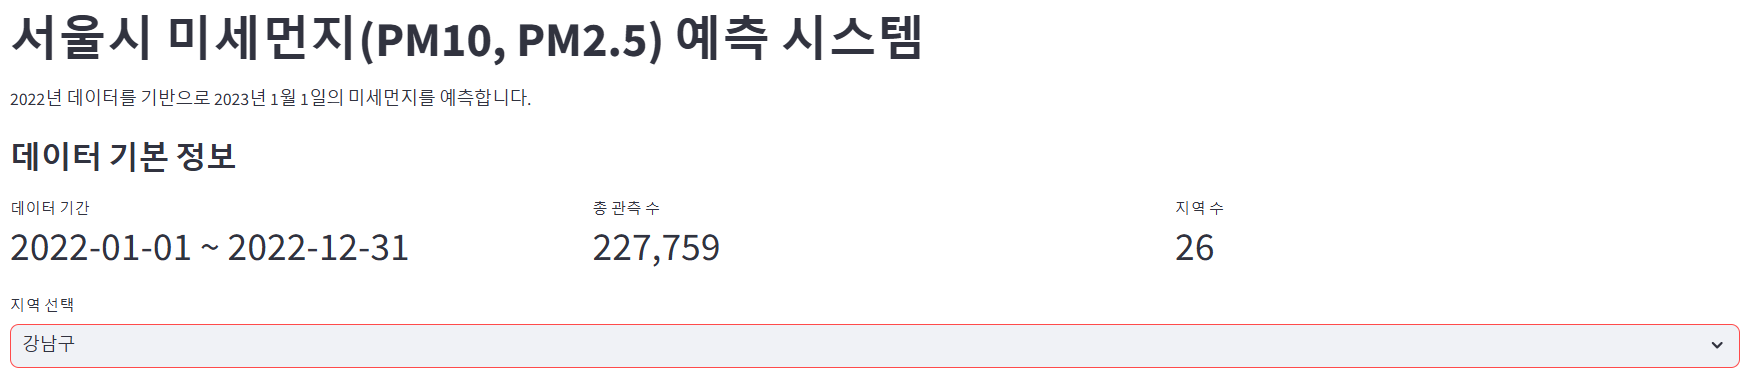 서울시 미세먼지(PM10, PM2.5) 예측 시스템
2022년 데이터를 기반으로 2023년 1월 1일의 미세먼지를 예측합니다.
데이터 기본 정보
데이터 기간
2022-01-01 ~ 2022-12-31
총 관측 수
227,759
지역 수
26
지역 선택
강남구